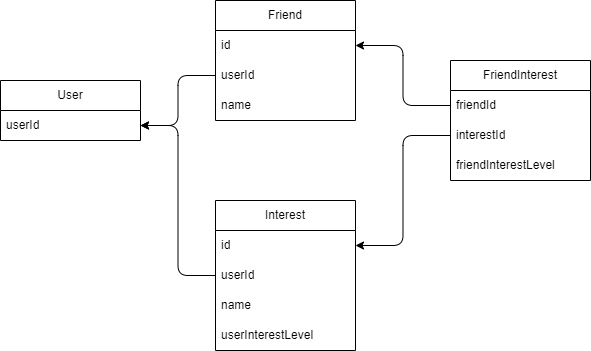 Friend
id
userId
name
User
userId
FriendInterest
friendId
interestId
friendInterestLevel
Interest
id
userId
name
userInterestLevel